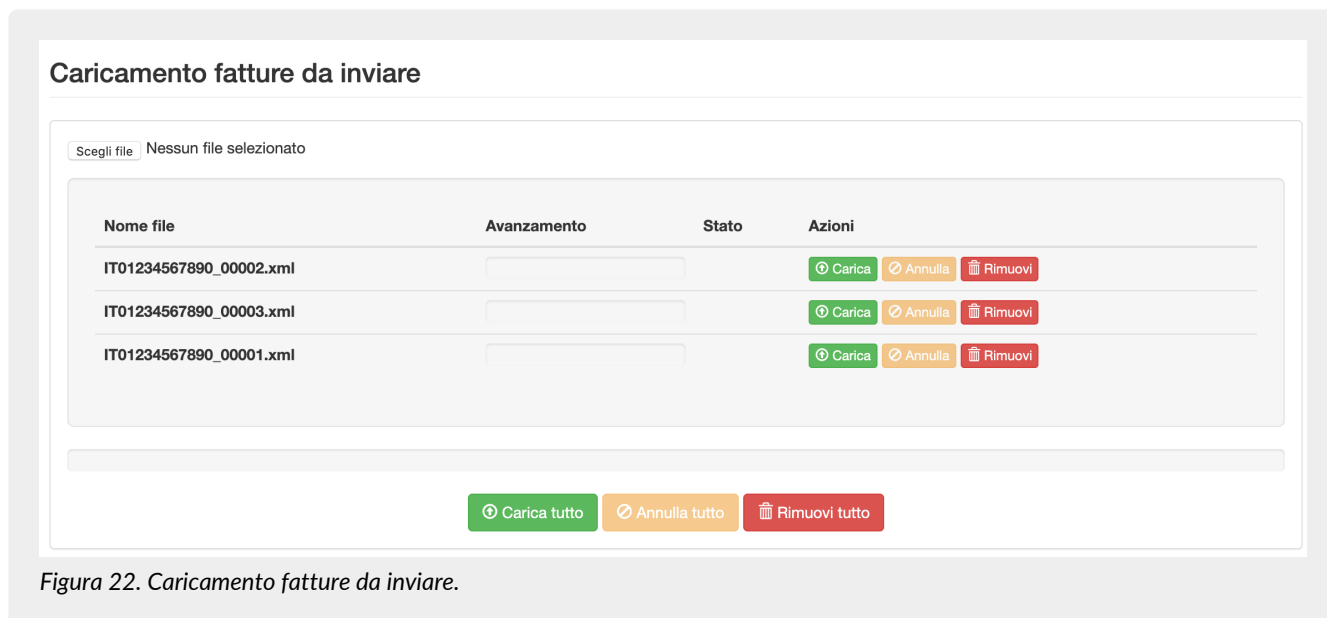 Caricamento fatture da inviare
Scegli file Nessun file selezionato
Nome file Avanzamento Stato Azioni
IT01234567890_00002.xml Carica Annulla Rimuovi
IT01234567890_00003.xml Carica Annulla Rimuovi
IT01234567890_00001.xml Carica Annulla Rimuovi
Carica tutto Annulla tutto Rimuovi tutto
Figura 22. Caricamento fatture da inviare.